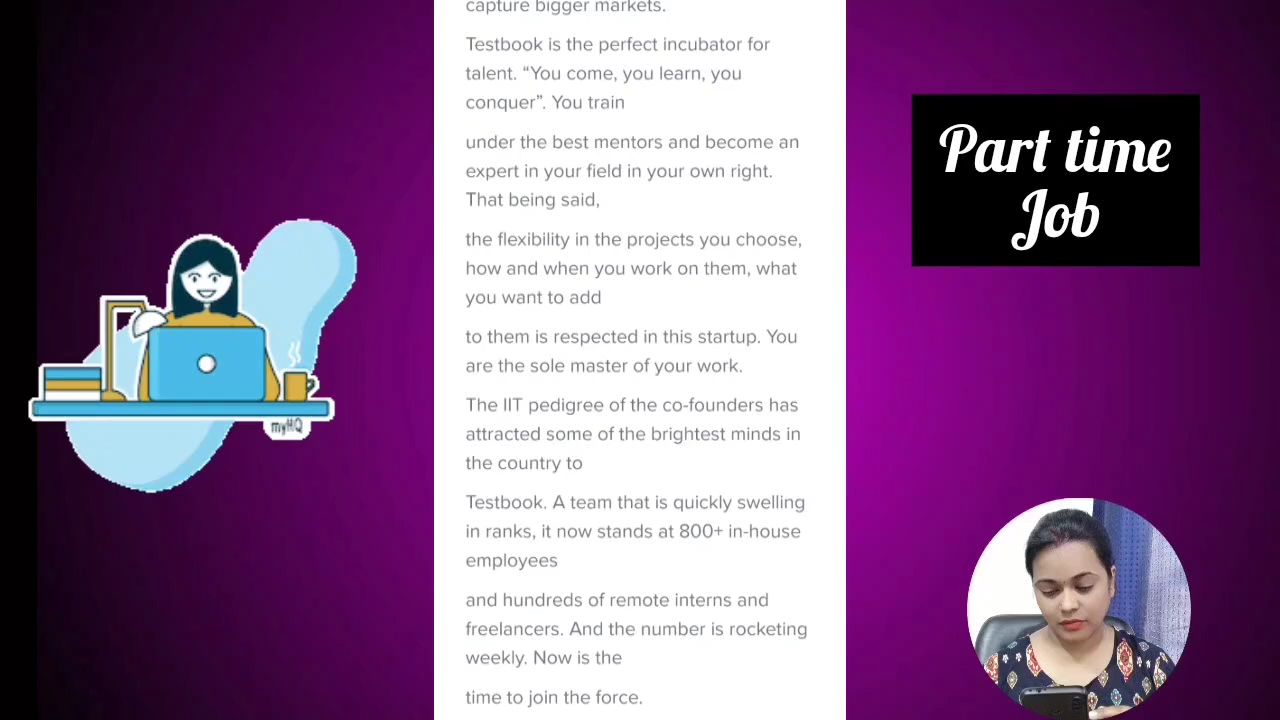 capture bigger markets.
Testbook is the perfect incubator for
talent. “You come, you learn, you
conquer”. You train
under the best mentors and become an
expert in your field in your own right.
That being said,
the flexibility in the projects you choose,
how and when you work on them, what
you want to add
to them is respected in this startup. You
are the sole master of your work.
The IIT pedigree of the co-founders has
attracted some of the brightest minds in
the country to
Testbook. A team that is quickly swelling
in ranks, it now stands at 800+ in-house
employees
and hundreds of remote interns and
freelancers. And the number is rocketing
weekly. Now is the
time to join the force.
Part time
Job
myHQ